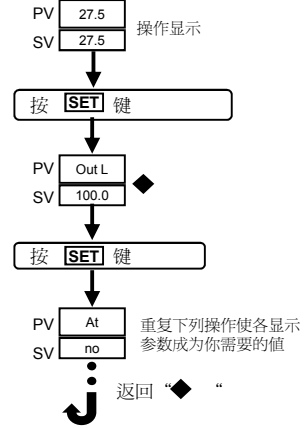 PV 27.5
SV 27.5
操作显示
按 SET 键
PV Out L
SV 100.0
按 SET 键
PV At
SV no
重复下列操作使各显示
参数成为你需要的値
返回“◆ “